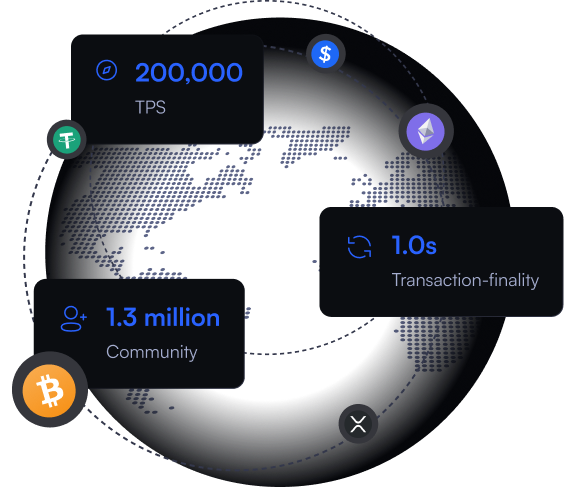 200,000
TPS
1.0s
Transaction-finality
1.3 million
Community